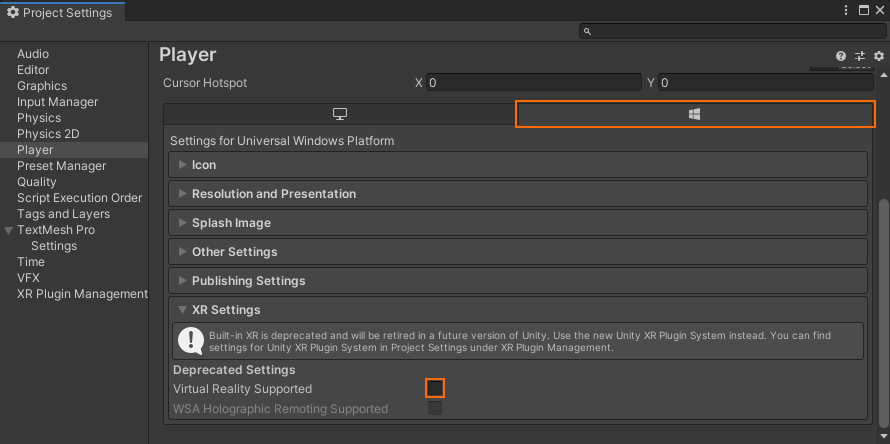 Project Settings
Audio
Editor
Graphics
Input Manager
Physics
Physics 2D
Player
Preset Manager
Quality
Script Execution Order
Tags and Layers
TextMesh Pro
Settings
Time
VFX
XR Plugin Management
Player
Cursor Hotspot X 0 Y 0
Settings for Universal Windows Platform
Icon
Resolution and Presentation
Splash Image
Other Settings
Publishing Settings
XR Settings
Built-in XR is deprecated and will be retired in a future version of Unity. Use the new Unity XR Plugin System instead. You can find
settings for Unity XR Plugin System in Project Settings under XR Plugin Management.
Deprecated Settings
Virtual Reality Supported
WSA Holographic Remoting Supported